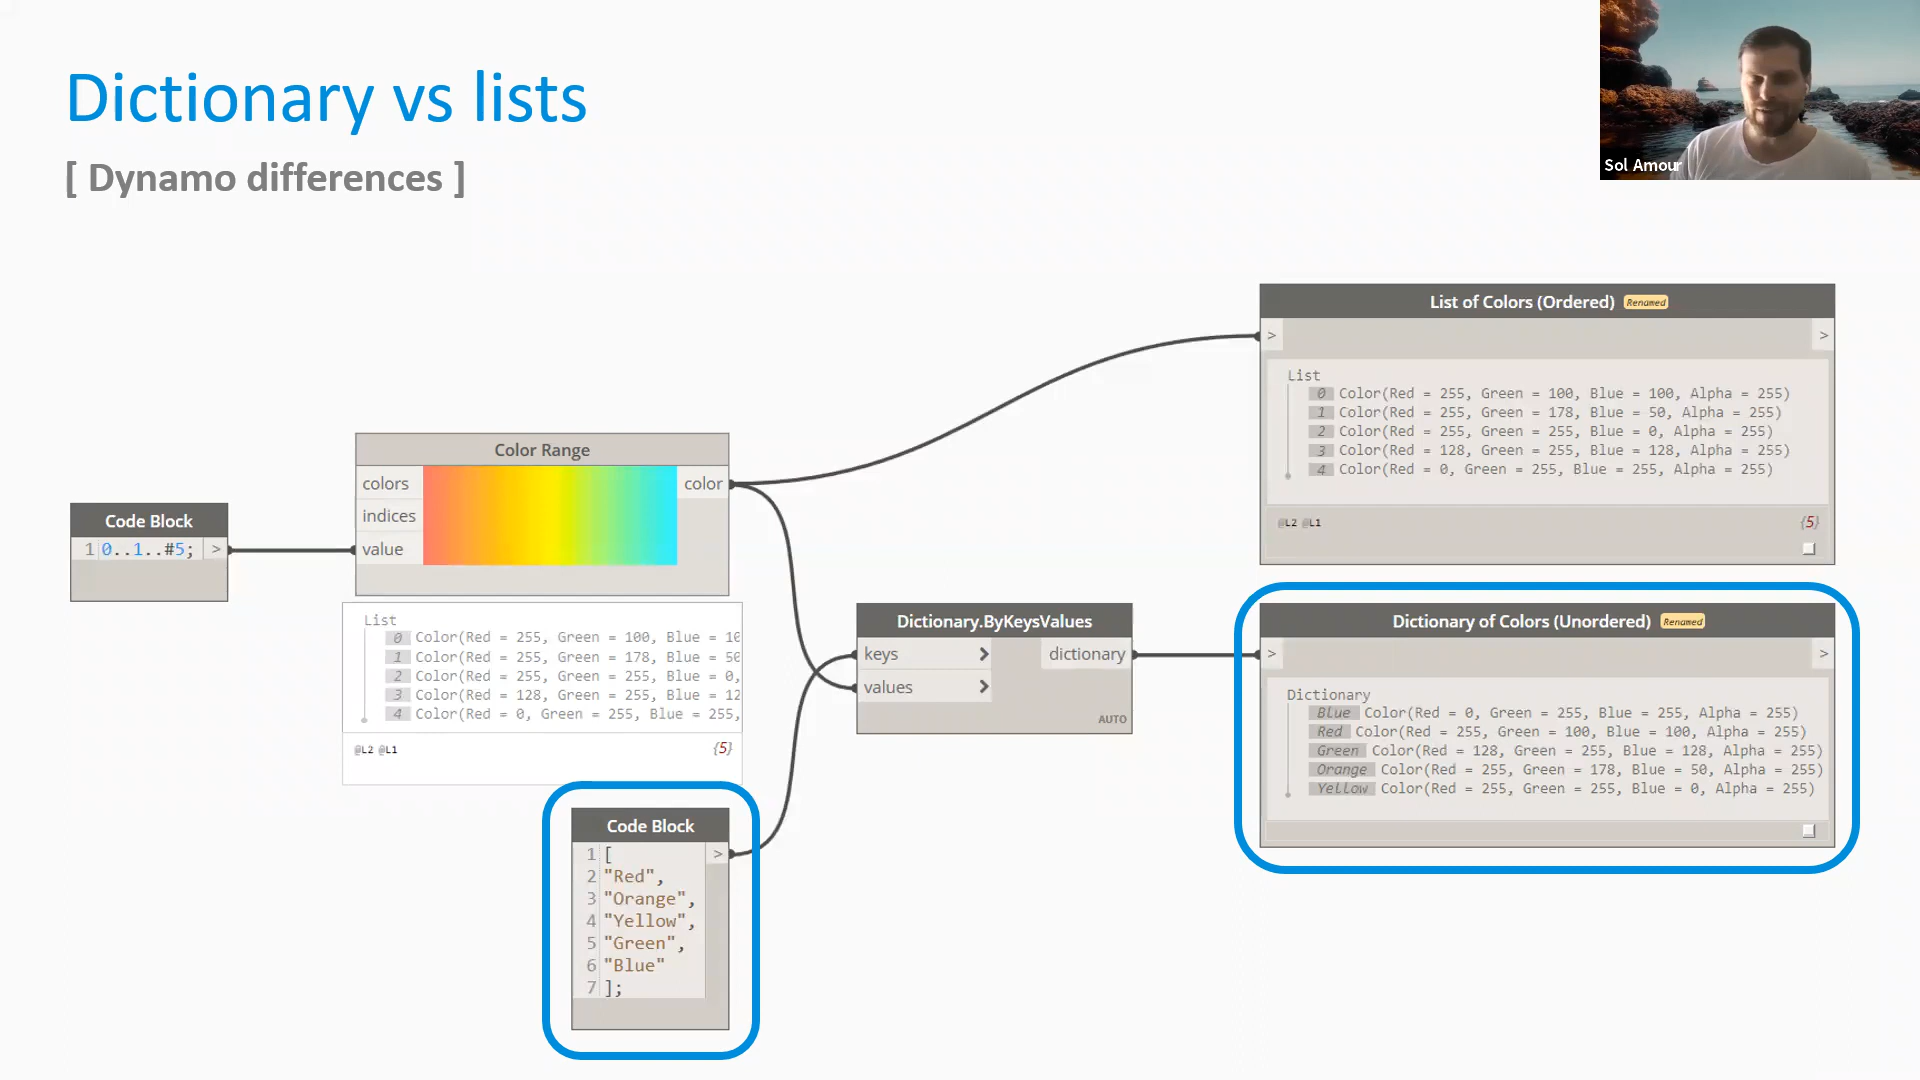 Dictionary vs lists
[ Dynamo differences ]
Sol Amour
List of Colors (Ordered) Renamed
> >
List
0 Color(Red = 255, Green = 100, Blue = 100, Alpha = 255)
1 Color(Red = 255, Green = 178, Blue = 50, Alpha = 255)
2 Color(Red = 255, Green = 255, Blue = 0, Alpha = 255)
3 Color(Red = 128, Green = 255, Blue = 128, Alpha = 255)
4 Color(Red = 0, Green = 255, Blue = 255, Alpha = 255)
@L2 @L1 {5}
Color Range
colors color
indices
value
Code Block
1 0..1..#5; >
List
0 Color(Red = 255, Green = 100, Blue = 10
1 Color(Red = 255, Green = 178, Blue = 50
2 Color(Red = 255, Green = 255, Blue = 0,
3 Color(Red = 128, Green = 255, Blue = 12
4 Color(Red = 0, Green = 255, Blue = 255,
@L2 @L1 {5}
Dictionary.ByKeysValues
keys > dictionary
values >
AUTO
Dictionary of Colors (Unordered) Renamed
> >
Dictionary
Blue Color(Red = 0, Green = 255, Blue = 255, Alpha = 255)
Red Color(Red = 255, Green = 100, Blue = 100, Alpha = 255)
Green Color(Red = 128, Green = 255, Blue = 128, Alpha = 255)
Orange Color(Red = 255, Green = 178, Blue = 50, Alpha = 255)
Yellow Color(Red = 255, Green = 255, Blue = 0, Alpha = 255)
Code Block
1 [ >
2 "Red",
3 "Orange",
4 "Yellow",
5 "Green",
6 "Blue"
7 ];